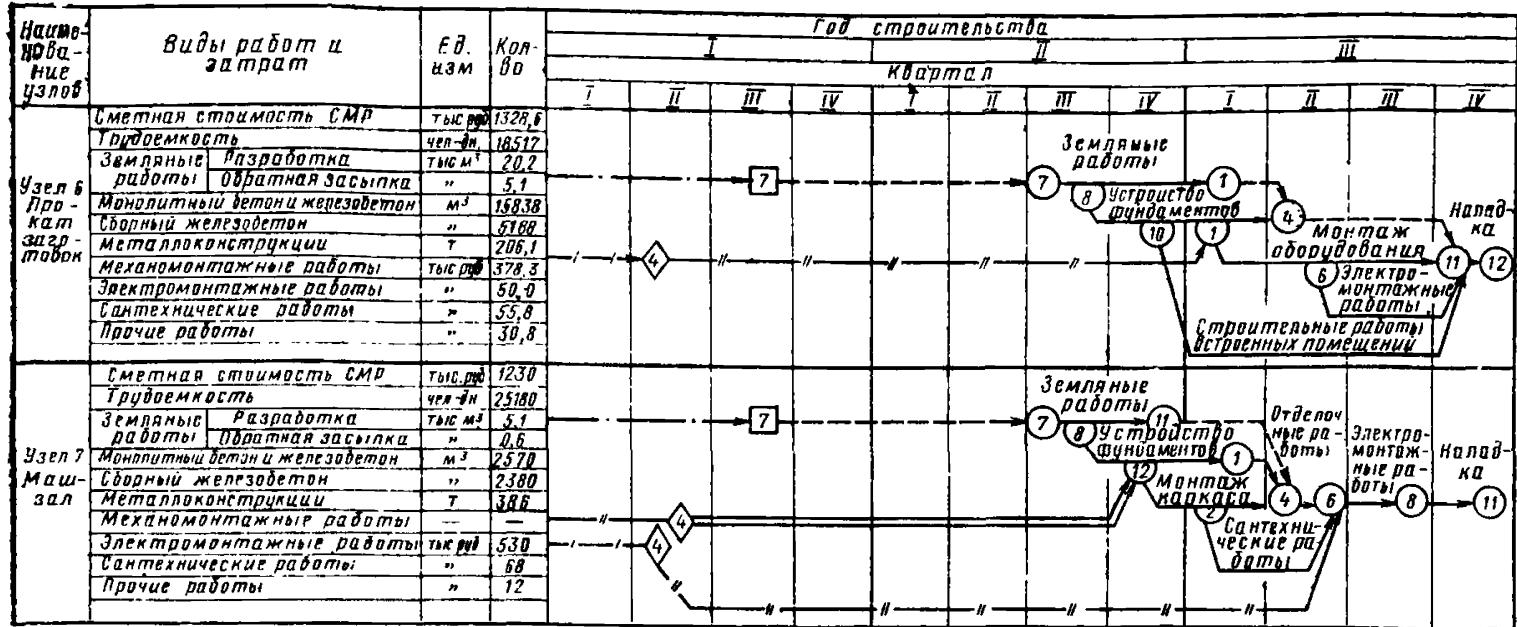 Наиме-
нова-
ние
узлов
Виды работ и
затрат
Ед.
изм
Кол-
во
Год строительства
I II III
Квартал
I II III IV I II III IV I II III IV
Узел 6
Про-
кат
заго-
товок
Сметная стоимость СМР тыс руб 1328,6
Трудоемкость чел-дн. 18517
Земляные работы Разработка тыс м³ 20,2
Обратная засыпка " 5,1
Монолитный бетон и железобетон м³ 15838
Сборный железобетон " 5168
Металлоконструкции т 206,1
Механомонтажные работы тыс руб 378,3
Электромонтажные работы " 50,0
Сантехнические работы " 55,8
Прочие работы " 30,8
Земляные
работы
7 7 1
8 Устройство
фундаментов
4
10 1
Налад-
ка
Монтаж
оборудования
4 11 12
6 Электро-
монтажные
работы
Строительные работы
встроенных помещений
Узел 7
Маш-
зал
Сметная стоимость СМР тыс. руб 1230
Трудоемкость чел-дн 25180
Земляные работы Разработка тыс м³ 5,1
Обратная засыпка " 0,6
Монолитный бетон и железобетон м³ 2570
Сборный железобетон " 2380
Металлоконструкции т 386
Механомонтажные работы — —
Электромонтажные работы тыс руб 530
Сантехнические работы " 68
Прочие работы " 12
Земляные
работы
7 7 11
8 Устройство
фундаментов
1
12
Отделоч
ные ра-
боты
Электро-
монтаж-
ные ра-
боты
Налад-
ка
Монтаж
каркаса
4 6 8 11
2
Сантехни-
ческие ра-
боты
4
4